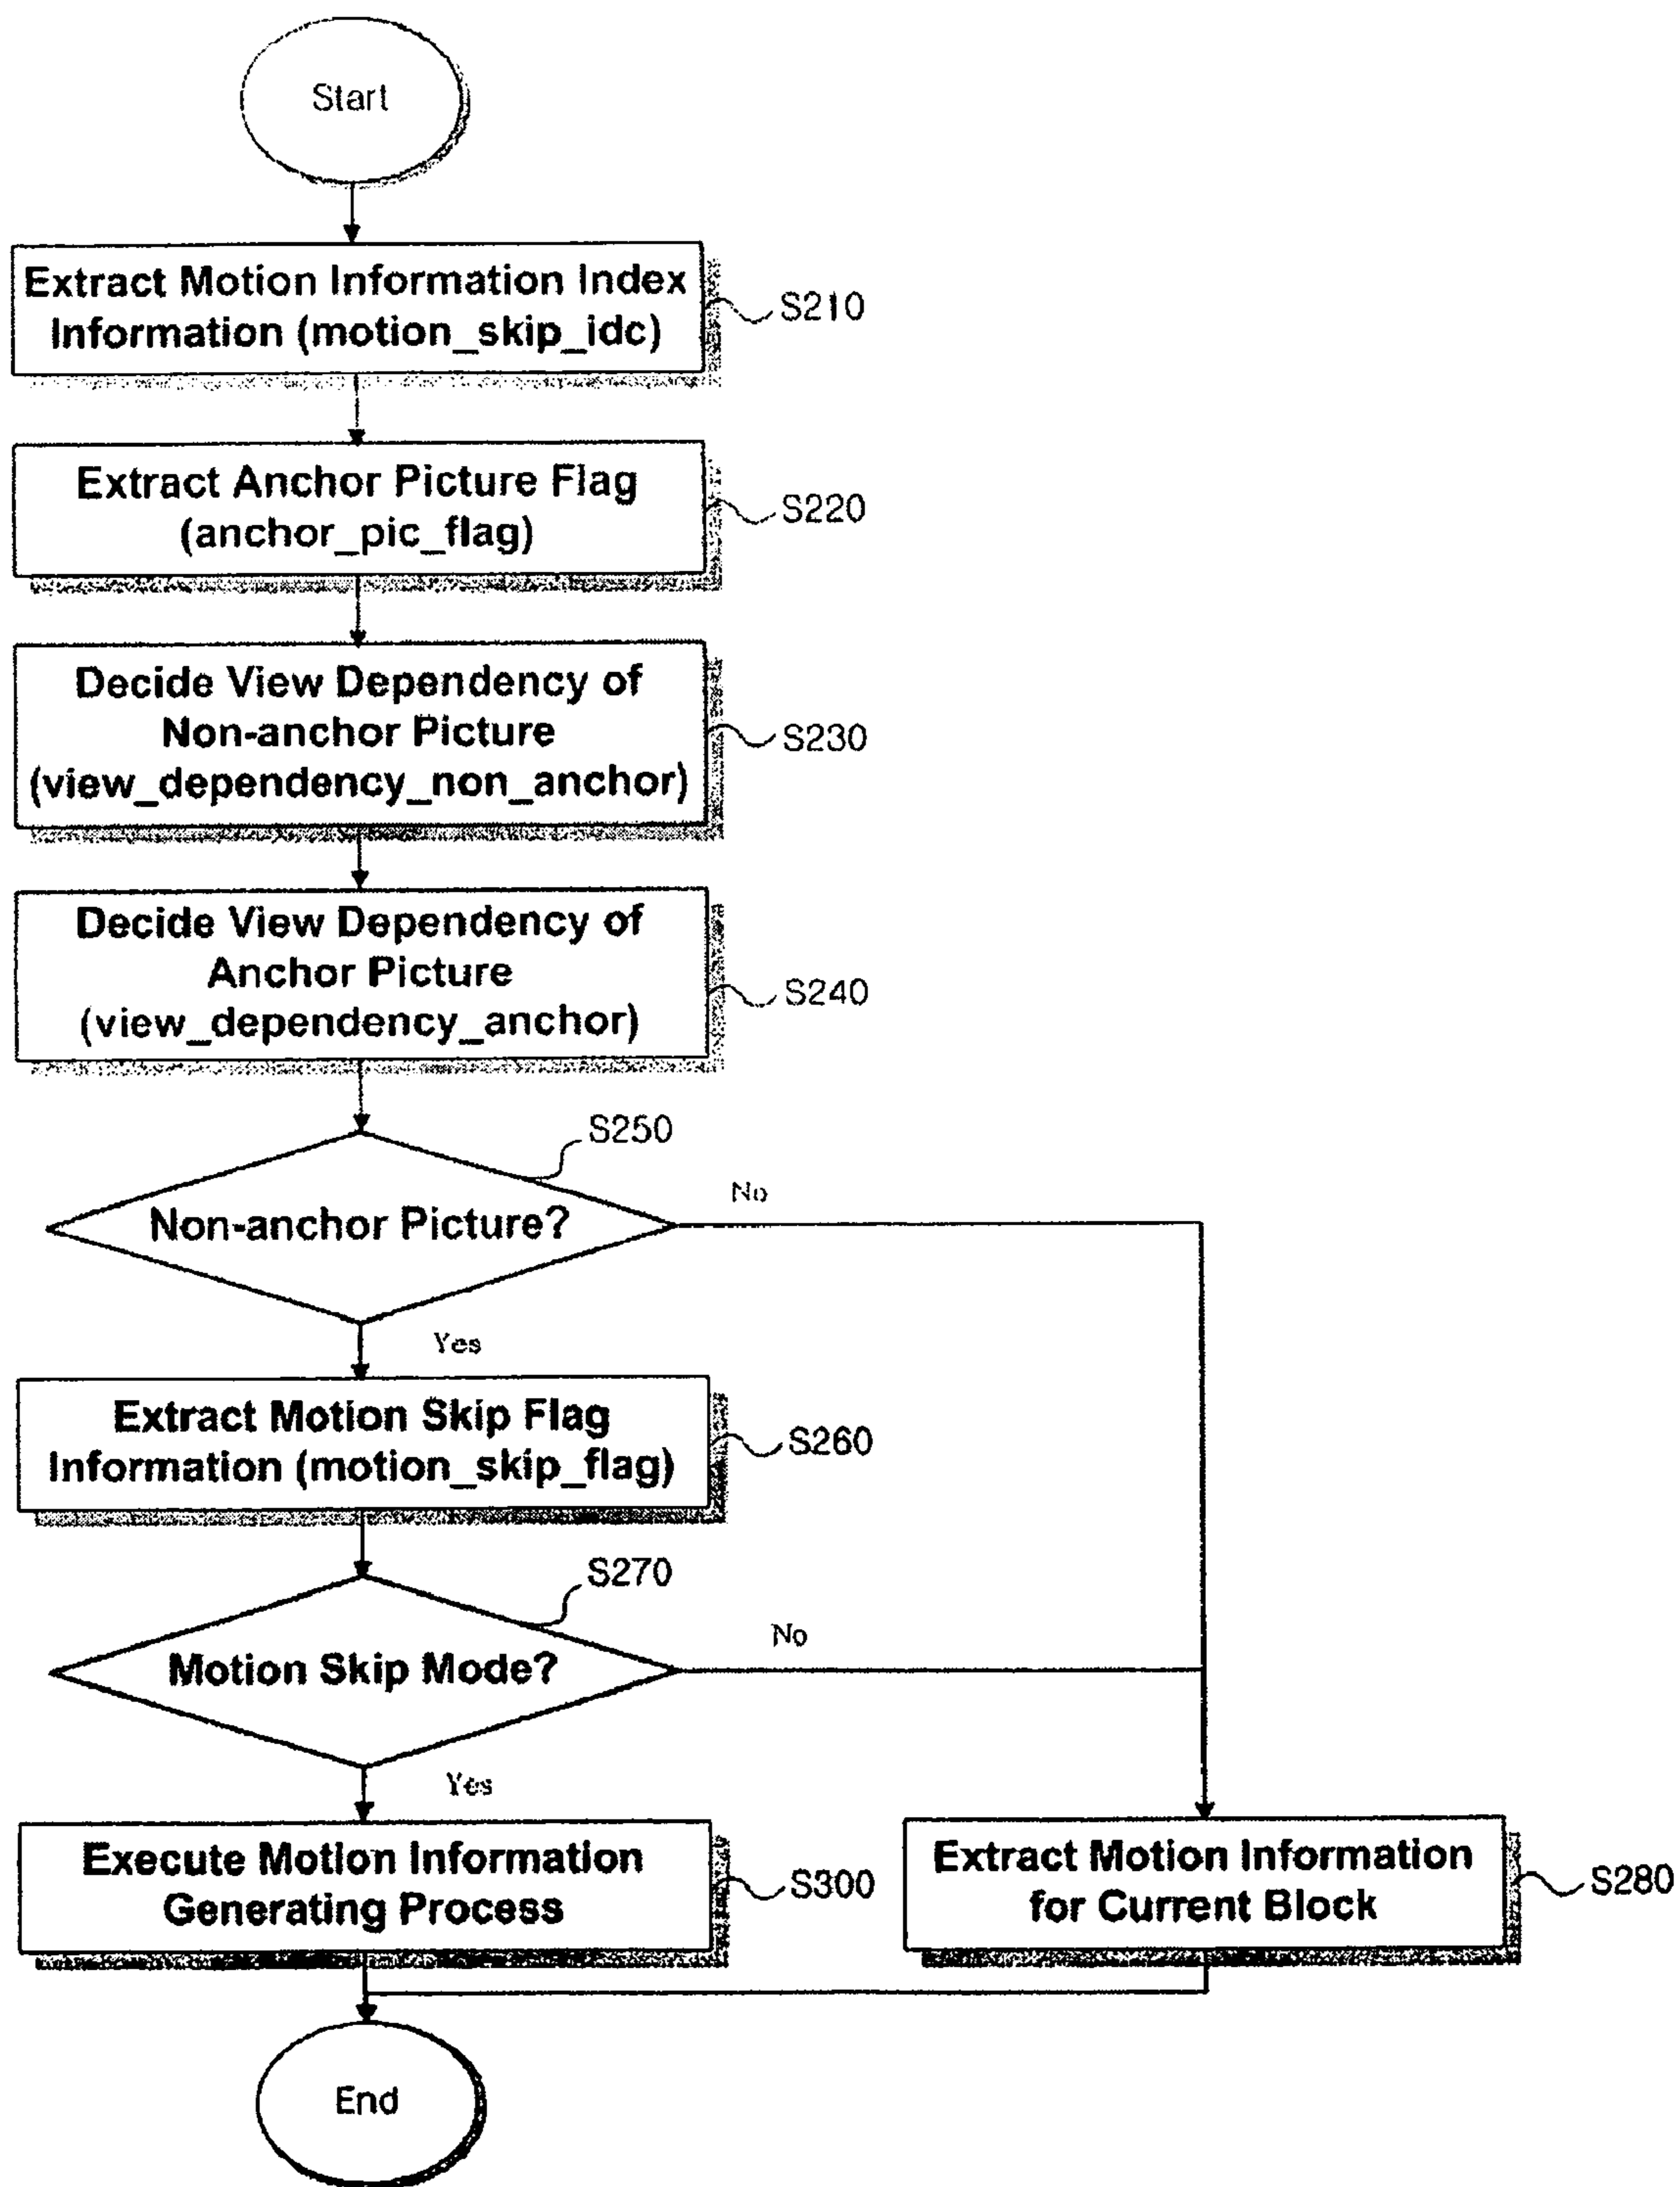 Start
Extract Motion Information Index
Information (motion_skip_idc)
S210
Extract Anchor Picture Flag
(anchor_pic_flag)
S220
Decide View Dependency of
Non-anchor Picture
(view_dependency_non_anchor)
S230
Decide View Dependency of
Anchor Picture
(view_dependency_anchor)
S240
S250
Non-anchor Picture?
No
Yes
Extract Motion Skip Flag
Information (motion_skip_flag)
S260
S270
Motion Skip Mode?
No
Yes
Execute Motion Information
Generating Process
S300
Extract Motion Information
for Current Block
S280
End